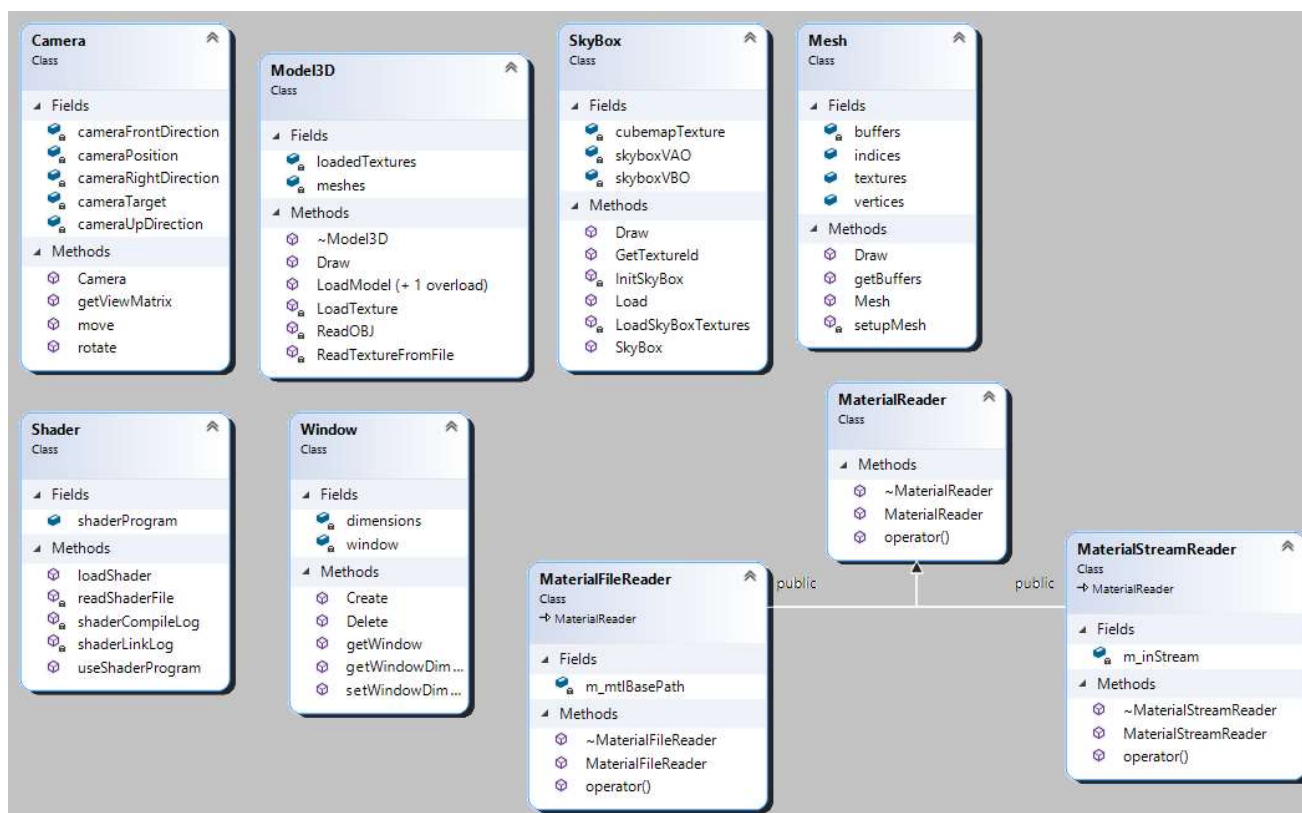 Camera
Class
Fields
cameraFrontDirection
cameraPosition
cameraRightDirection
cameraTarget
cameraUpDirection
Methods
Camera
getViewMatrix
move
rotate
Model3D
Class
Fields
loadedTextures
meshes
Methods
~Model3D
Draw
LoadModel (+ 1 overload)
LoadTexture
ReadOBJ
ReadTextureFromFile
SkyBox
Class
Fields
cubemapTexture
skyboxVAO
skyboxVBO
Methods
Draw
GetTextureId
InitSkyBox
Load
LoadSkyBoxTextures
SkyBox
Mesh
Class
Fields
buffers
indices
textures
vertices
Methods
Draw
getBuffers
Mesh
setupMesh
Shader
Class
Fields
shaderProgram
Methods
loadShader
readShaderFile
shaderCompileLog
shaderLinkLog
useShaderProgram
Window
Class
Fields
dimensions
window
Methods
Create
Delete
getWindow
getWindowDim...
setWindowDim...
MaterialReader
Class
Methods
~MaterialReader
MaterialReader
operator()
MaterialFileReader
Class
MaterialReader
Fields
m_mtlBasePath
Methods
~MaterialFileReader
MaterialFileReader
operator()
public
public
MaterialStreamReader
Class
MaterialReader
Fields
m_inStream
Methods
~MaterialStreamReader
MaterialStreamReader
operator()